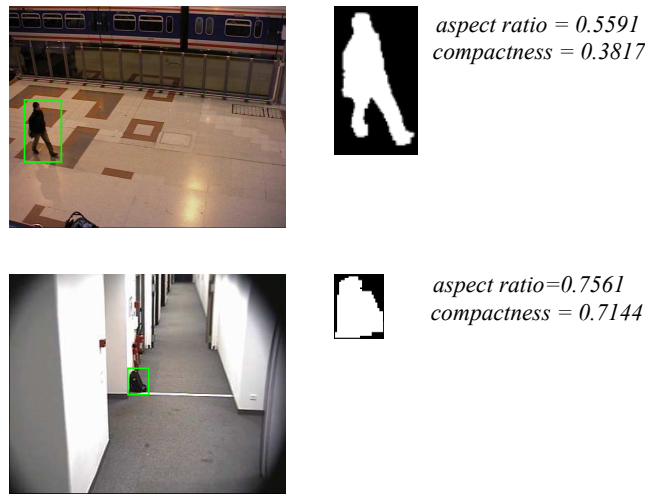 aspect ratio = 0.5591
compactness = 0.3817
aspect ratio=0.7561
compactness = 0.7144